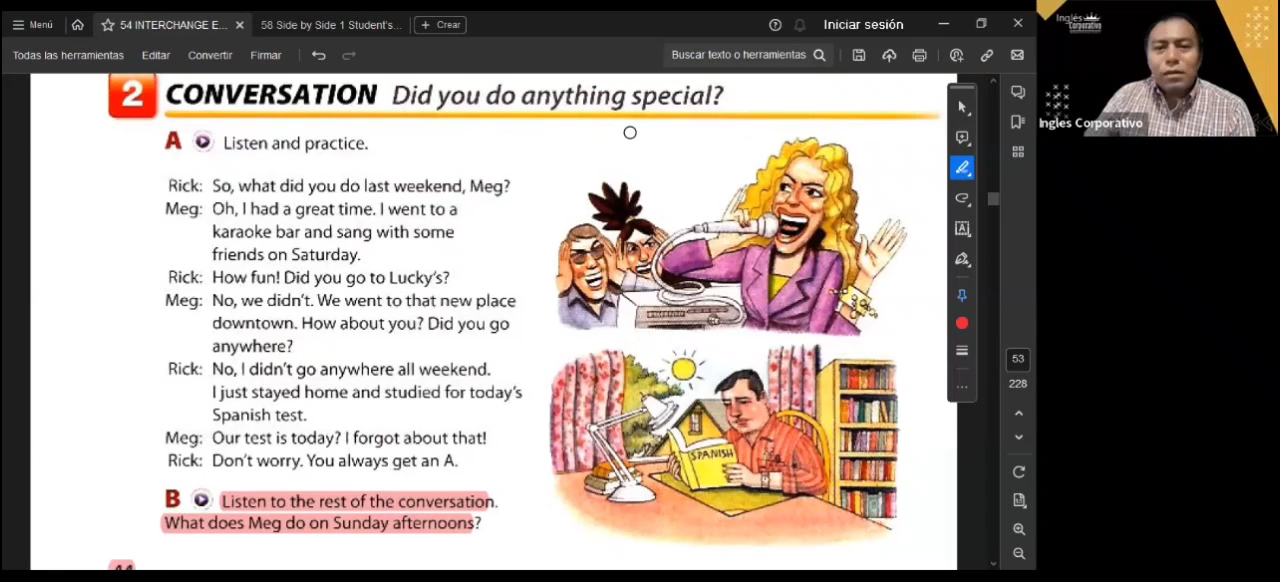 Menú
54 INTERCHANGE E...
58 Side by Side 1 Student's...
Crear
Iniciar sesión
Todas las herramientas
Editar
Convertir
Firmar
Buscar texto o herramientas
Inglés
Corporativo
Ingles Corporativo
2 CONVERSATION Did you do anything special?
A Listen and practice.
Rick: So, what did you do last weekend, Meg?
Meg: Oh, I had a great time. I went to a
karaoke bar and sang with some
friends on Saturday.
Rick: How fun! Did you go to Lucky's?
Meg: No, we didn't. We went to that new place
downtown. How about you? Did you go
anywhere?
Rick: No, I didn't go anywhere all weekend.
I just stayed home and studied for today's
Spanish test.
Meg: Our test is today? I forgot about that!
Rick: Don't worry. You always get an A.
SPANISH
B Listen to the rest of the conversation.
What does Meg do on Sunday afternoons?
53
228